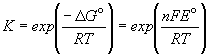 K = exp(−ΔG°/RT) = exp(nFE°/RT)